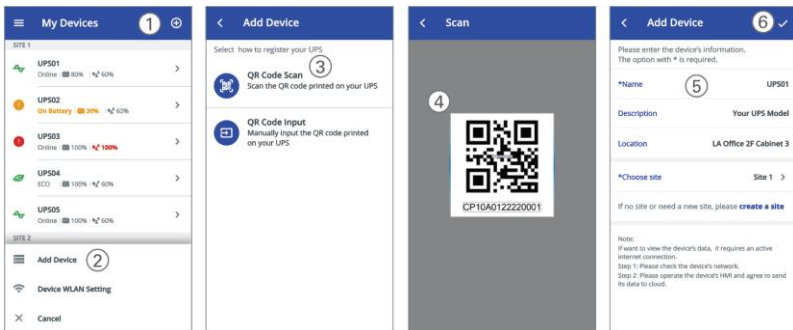 My Devices
1
SITE 1
UPS01
Online 80% 60%
UPS02
On Battery 30% 60%
UPS03
Online 100% 100%
UPS04
ECO 100% 60%
UPS05
Online 100% 60%
SITE 2
Add Device
2
Device WLAN Setting
Cancel
Add Device
Select how to register your UPS
3
QR Code Scan
Scan the QR code printed on your UPS
QR Code Input
Manually input the QR code printed
on your UPS
Scan
4
CP10A0122220001
Add Device
6
Please enter the device's information.
The option with * is required.
*Name
5
UPS01
Description
Your UPS Model
Location
LA Office 2F Cabinet 3
*Choose site
Site 1
If no site or need a new site, please create a site
Note:
If want to view the device's data, it requires an active
internet connection.
Step 1: Please check the device's network.
Step 2: Please operate the device's HMI and agree to send
its data to cloud.